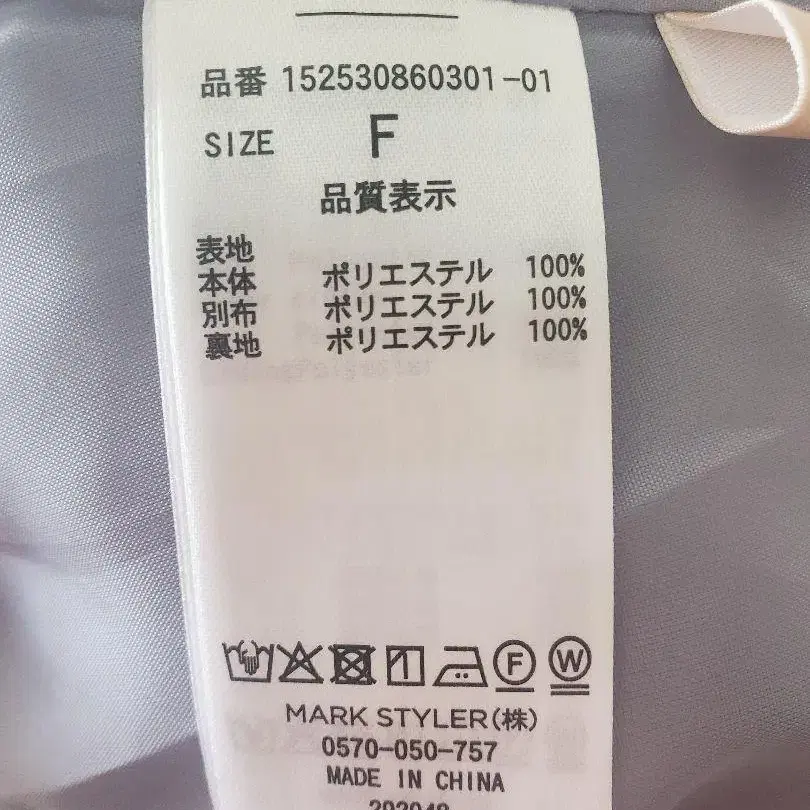 品番 152530860301-01
SIZE F
品質表示
表地
本体 ポリエステル 100%
別布 ポリエステル 100%
裏地 ポリエステル 100%
F W
MARK STYLER(株)
0570-050-757
MADE IN CHINA